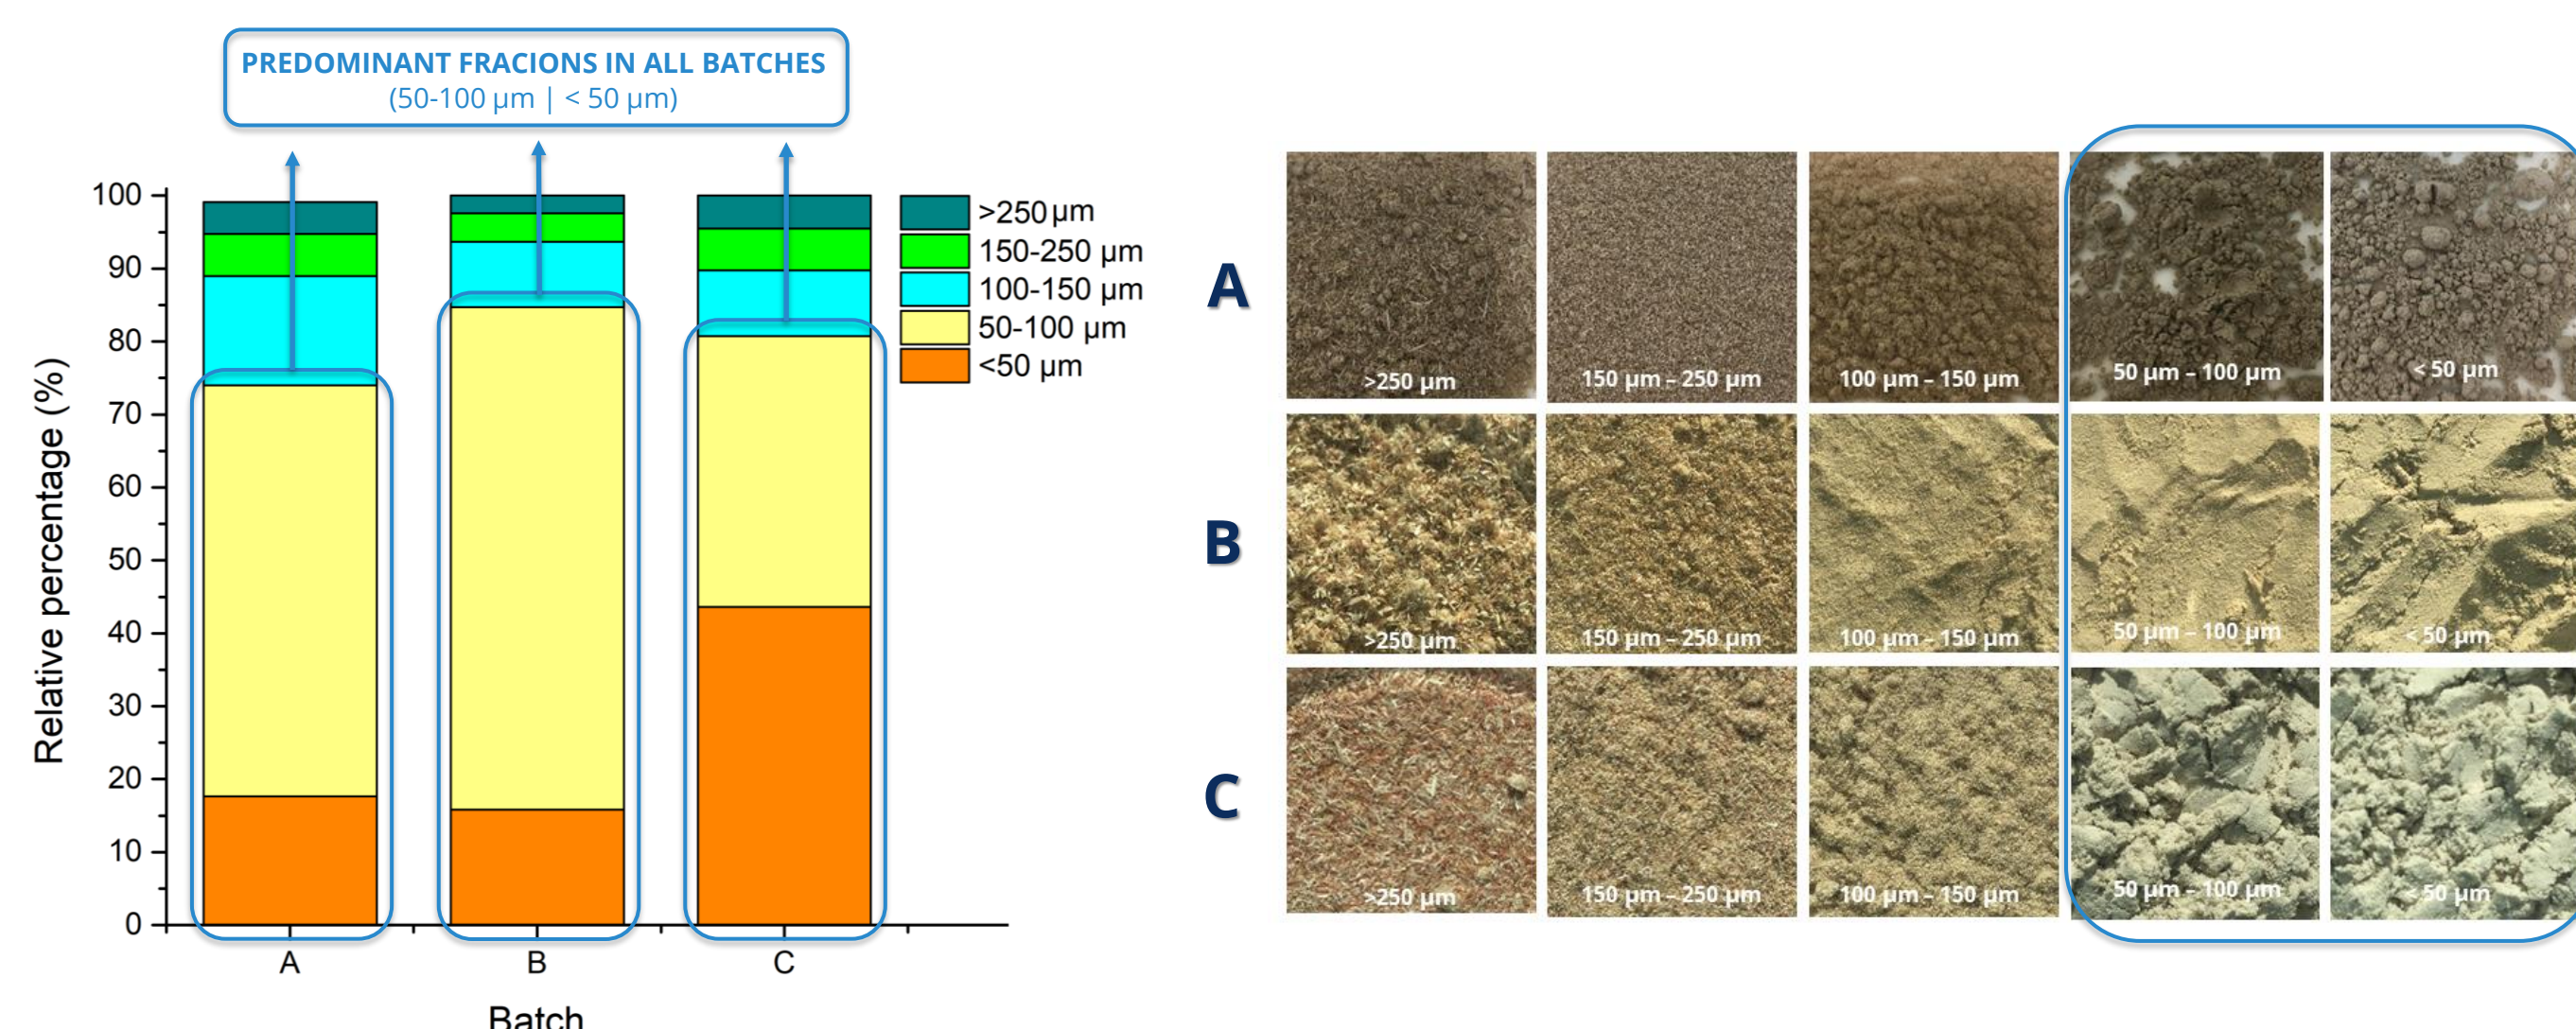 PREDOMINANT FRACIONS IN ALL BATCHES
(50-100 µm | < 50 µm)
100
90
80
70
60
50
40
30
20
10
0
Relative percentage (%)
A
B
C
Batch
>250 µm
150-250 µm
100-150 µm
50-100 µm
<50 µm
A
>250 µm
150 µm – 250 µm
100 µm – 150 µm
50 µm – 100 µm
< 50 µm
B
>250 µm
150 µm – 250 µm
100 µm – 150 µm
50 µm – 100 µm
< 50 µm
C
>250 µm
150 µm – 250 µm
100 µm – 150 µm
50 µm – 100 µm
< 50 µm